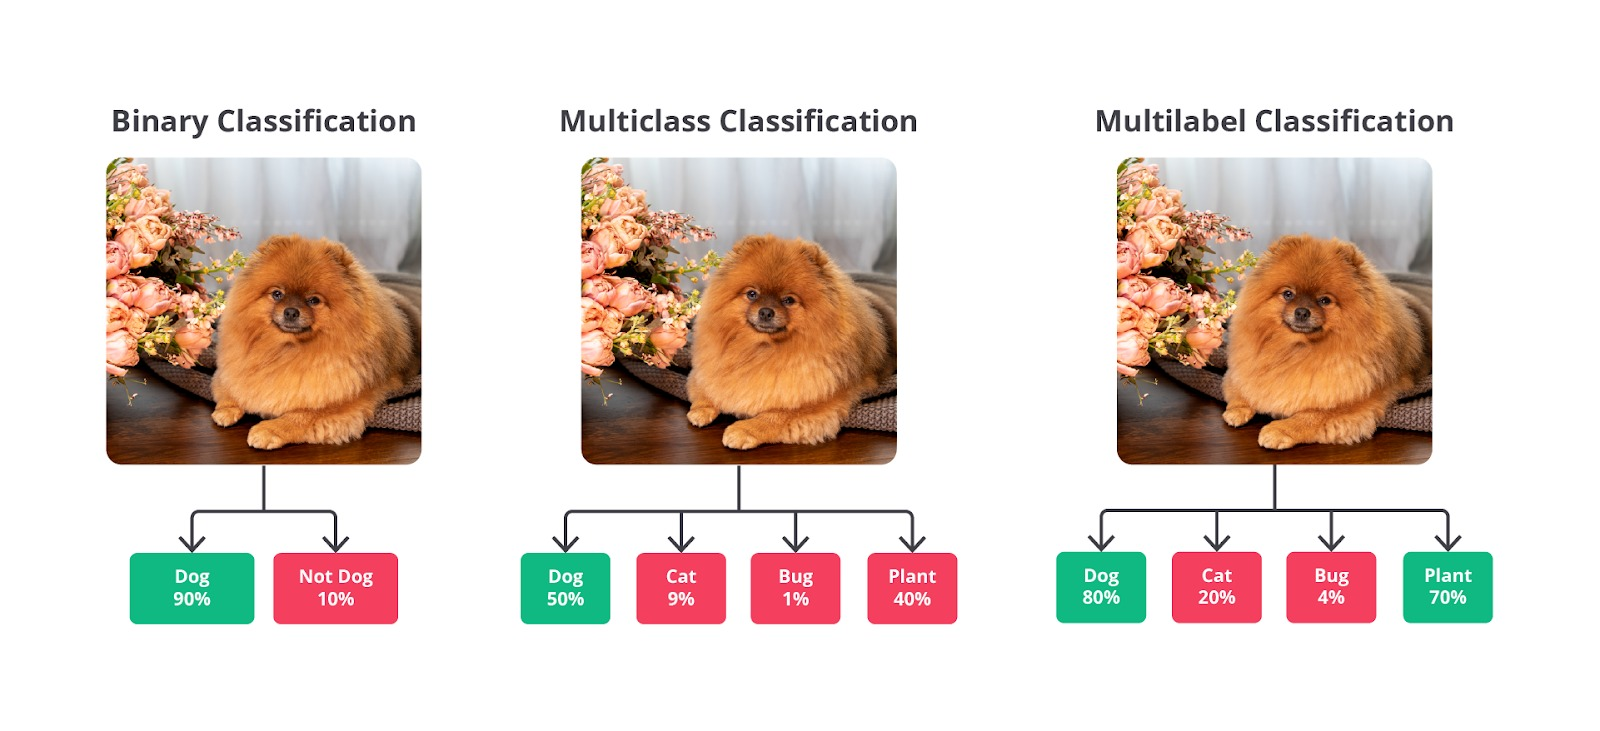 Binary Classification
Multiclass Classification
Multilabel Classification
Dog
90%
Not Dog
10%
Dog
50%
Cat
9%
Bug
1%
Plant
40%
Dog
80%
Cat
20%
Bug
4%
Plant
70%